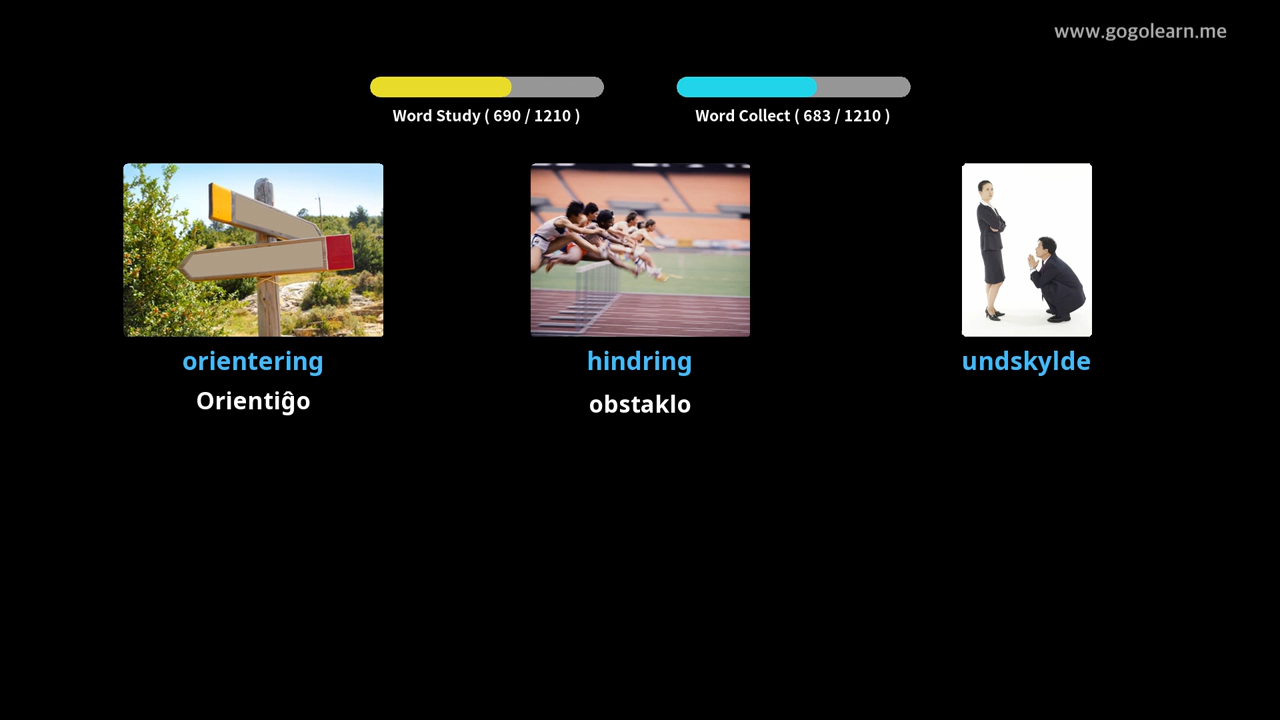 www.gogolearn.me
Word Study ( 690 / 1210 )
Word Collect ( 683 / 1210 )
orientering
hindring
undskylde
Orientiĝo
obstaklo